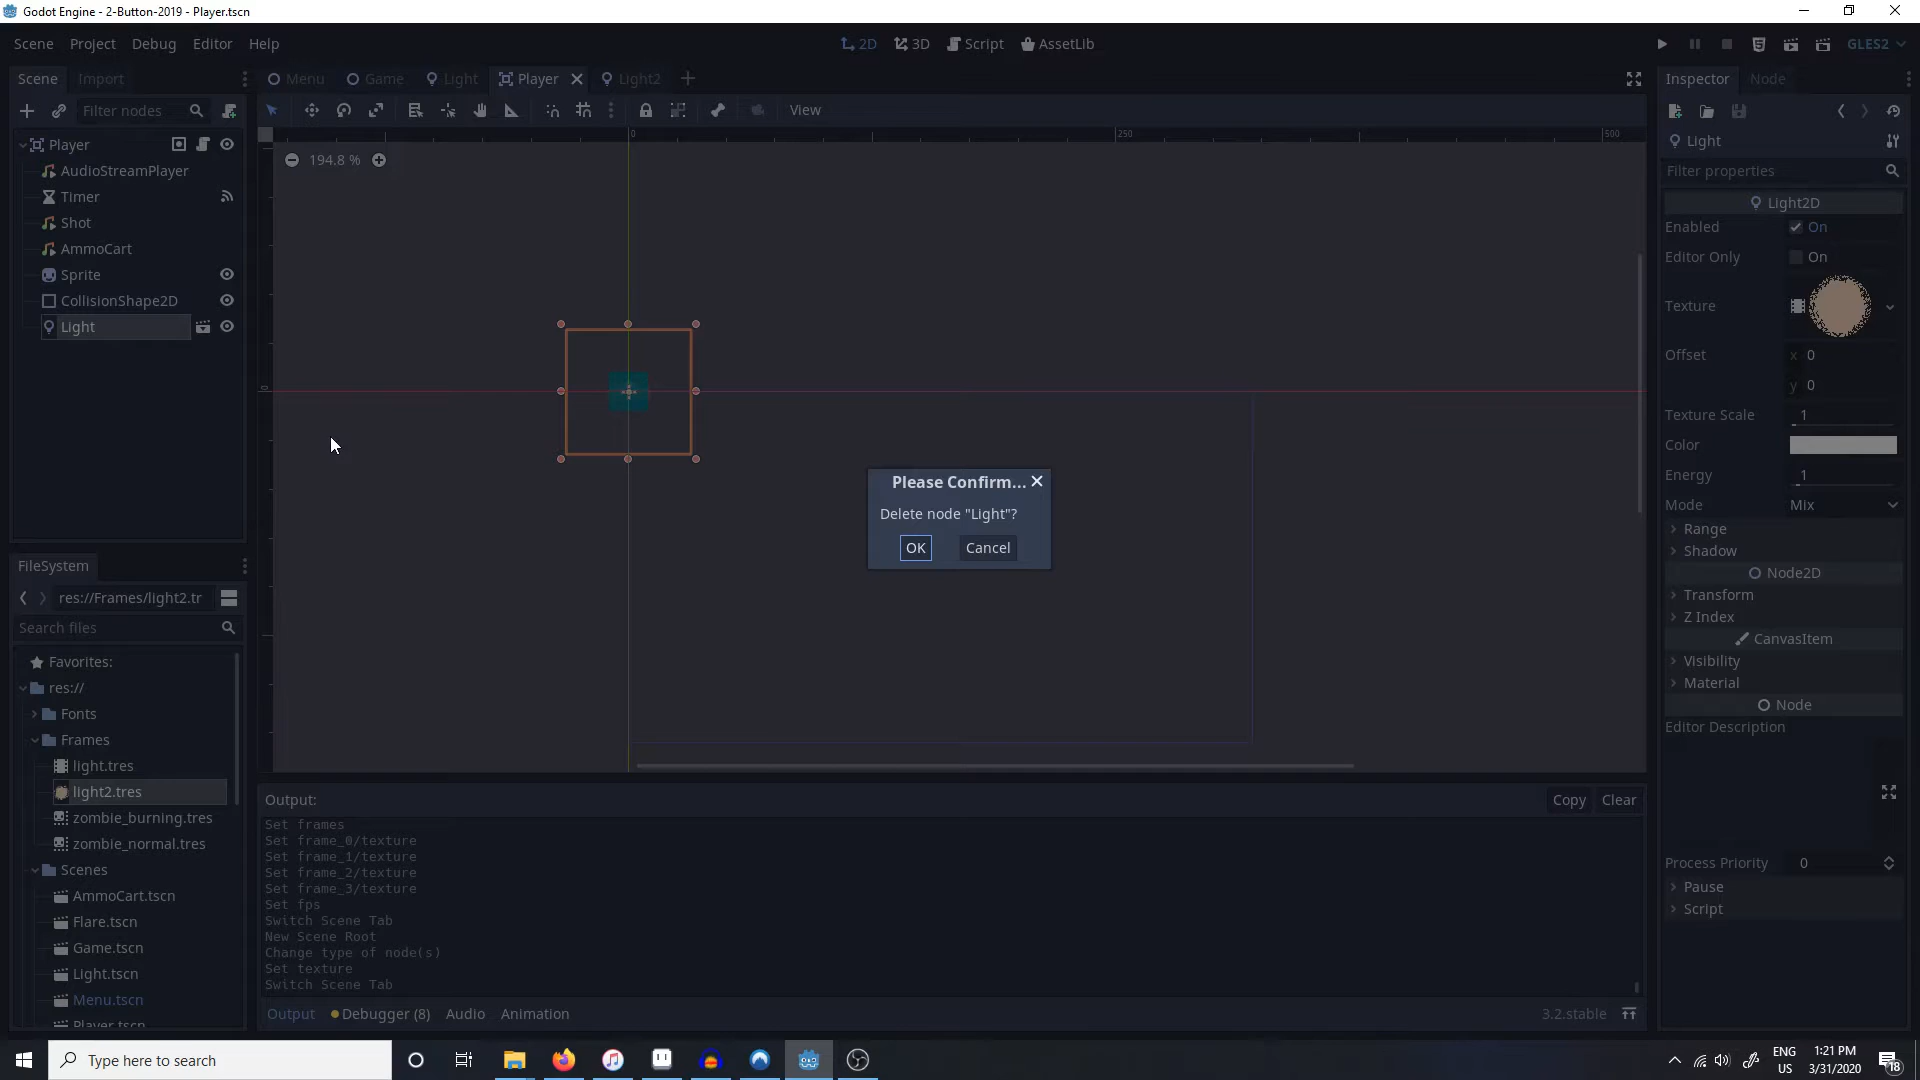 Godot Engine - 2-Button-2019 - Player.tscn
Scene Project Debug Editor Help
2D 3D Script AssetLib
GLES2
Scene Import
Menu Game Light Player Light2
Inspector Node
Filter nodes
View
Light
Filter properties
Player
AudioStreamPlayer
Timer
Shot
AmmoCart
Sprite
CollisionShape2D
Light
0 250 500
0
194.8 %
Please Confirm...
Delete node "Light"?
OK Cancel
Light2D
Enabled On
Editor Only On
Texture
Offset x 0
y 0
Texture Scale 1
Color
Energy 1
Mode Mix
Range
Shadow
Node2D
Transform
Z Index
CanvasItem
Visibility
Material
Node
Editor Description
Process Priority 0
Pause
Script
FileSystem
res://Frames/light2.tr
Search files
Favorites:
res://
Fonts
Frames
light.tres
light2.tres
zombie_burning.tres
zombie_normal.tres
Scenes
AmmoCart.tscn
Flare.tscn
Game.tscn
Light.tscn
Menu.tscn
Player.tscn
Output:
Copy Clear
Set frames
Set frame_0/texture
Set frame_1/texture
Set frame_2/texture
Set frame_3/texture
Set fps
Switch Scene Tab
New Scene Root
Change type of node(s)
Set texture
Switch Scene Tab
Output Debugger (8) Audio Animation
3.2.stable
Type here to search
ENG
US
1:21 PM
3/31/2020
18